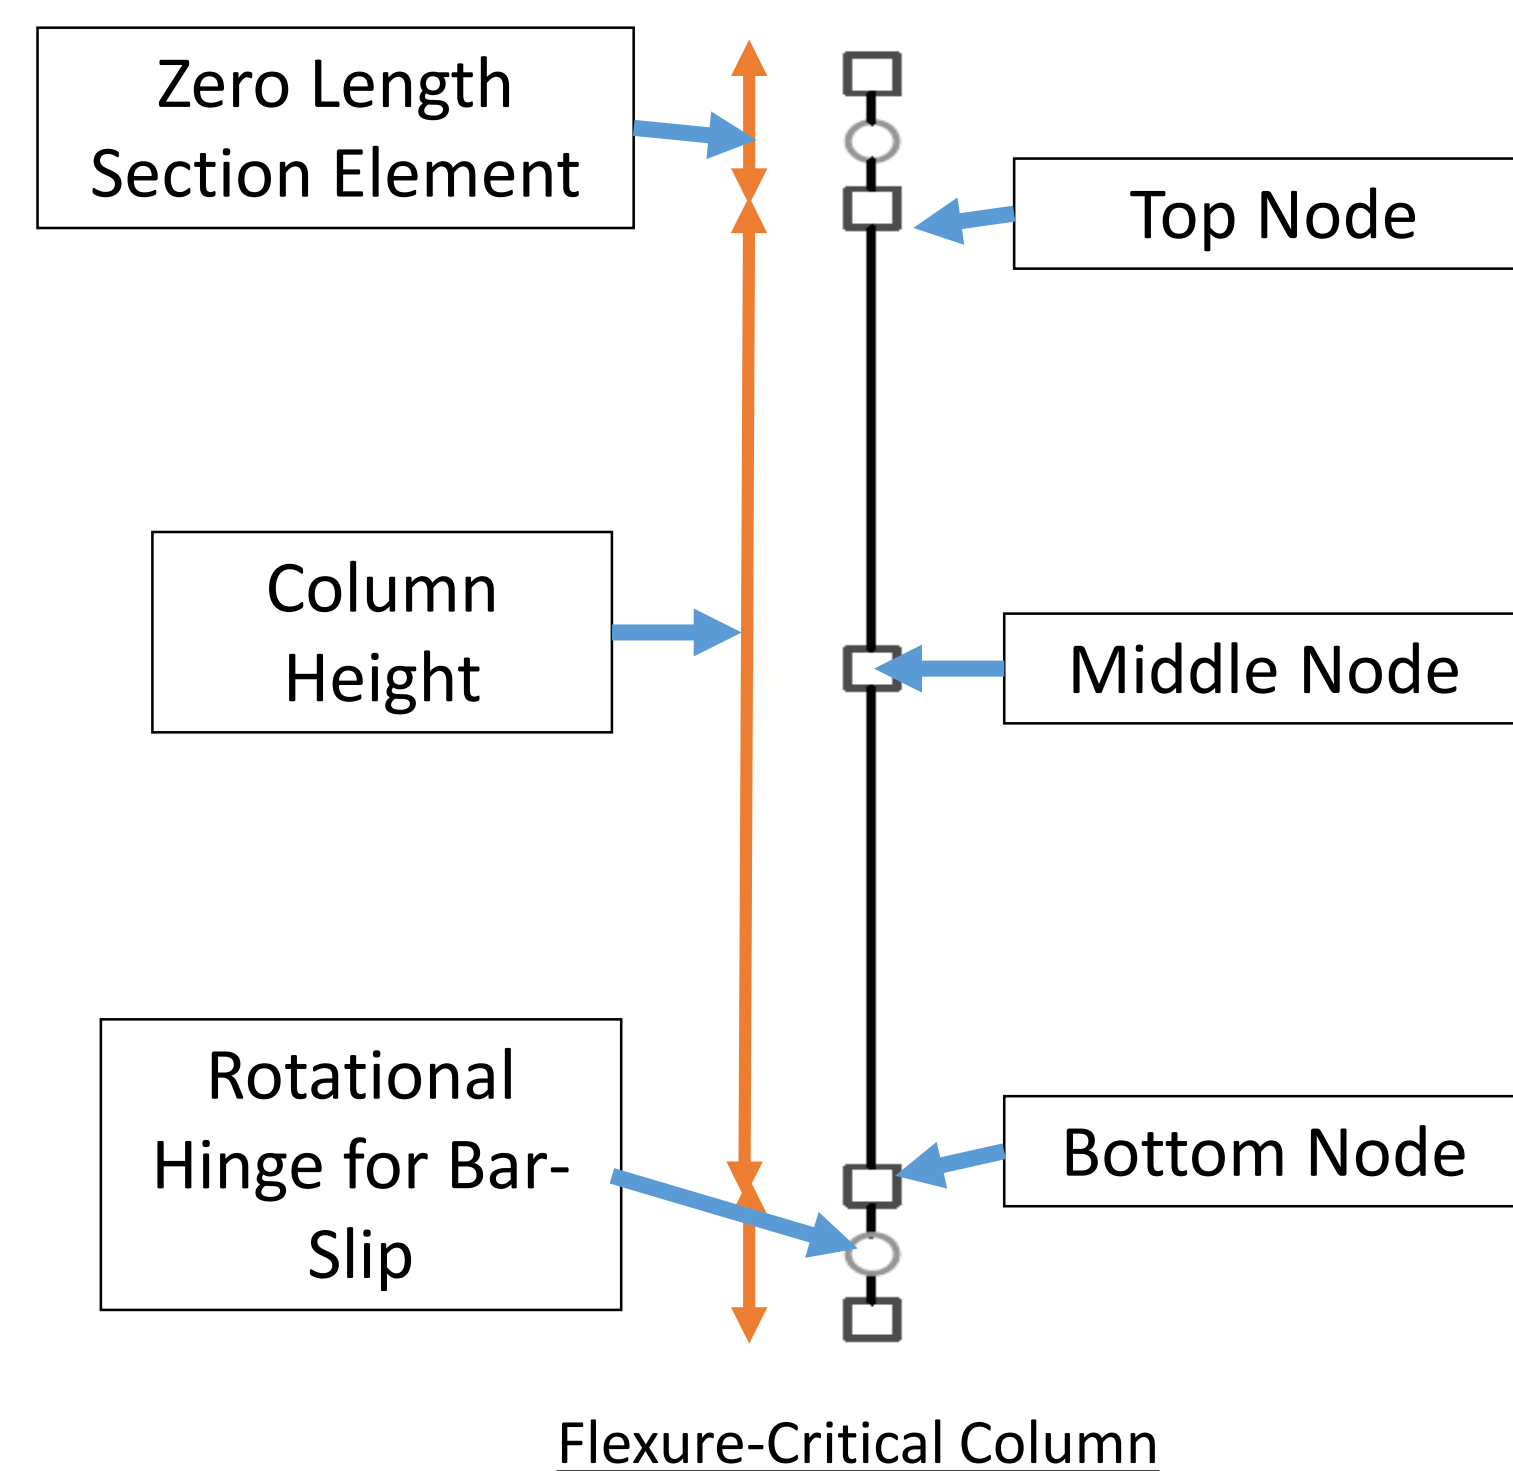 Zero Length
Section Element
Top Node
Column
Height
Middle Node
Rotational
Hinge for Bar-
Slip
Bottom Node
Flexure-Critical Column